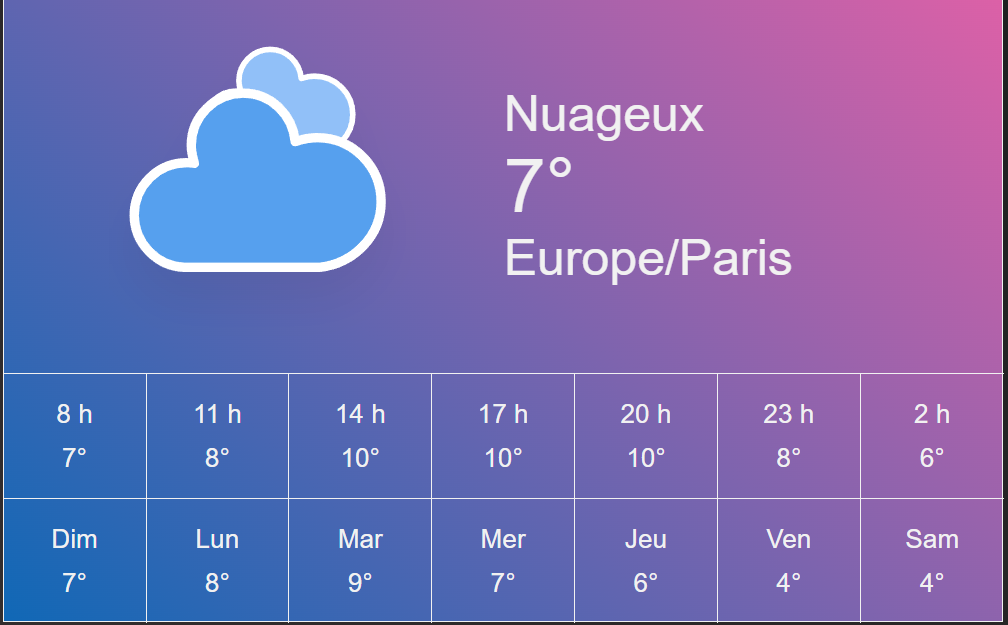 Nuageux
7°
Europe/Paris
8 h 11 h 14 h 17 h 20 h 23 h 2 h
7° 8° 10° 10° 10° 8° 6°
Dim Lun Mar Mer Jeu Ven Sam
7° 8° 9° 7° 6° 4° 4°